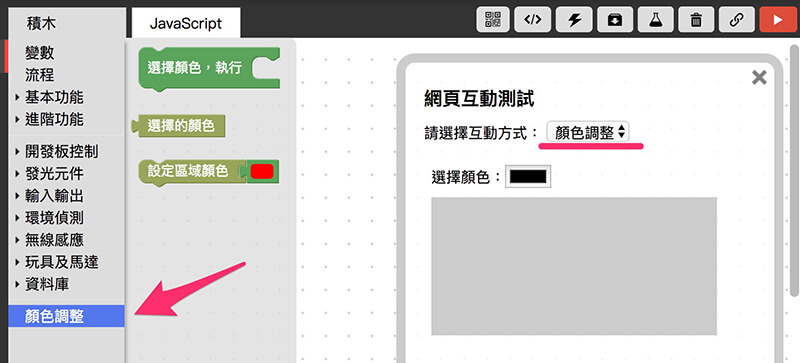 積木
JavaScript
變數
流程
基本功能
進階功能
開發板控制
發光元件
輸入輸出
環境偵測
無線感應
玩具及馬達
資料庫
顏色調整
選擇顏色，執行
選擇的顏色
設定區域顏色
網頁互動測試
請選擇互動方式： 顏色調整
選擇顏色：